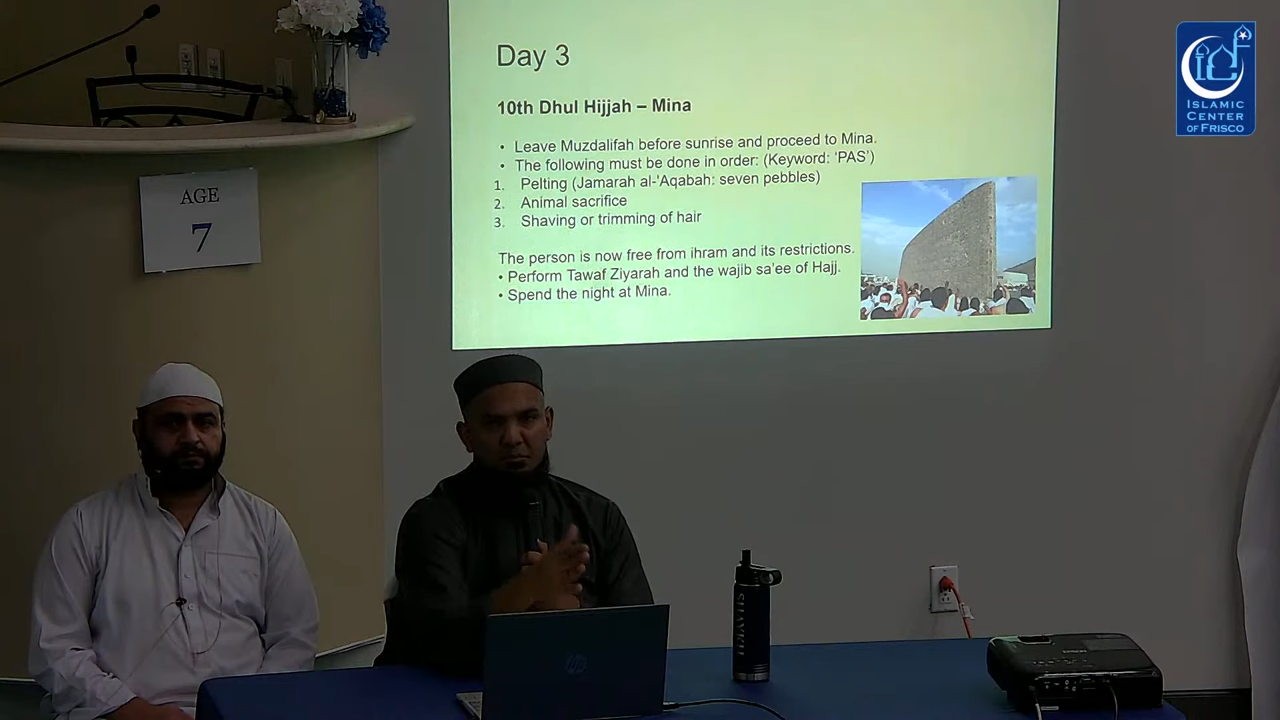 Day 3
10th Dhul Hijjah – Mina
• Leave Muzdalifah before sunrise and proceed to Mina.
• The following must be done in order: (Keyword: 'PAS')
1. Pelting (Jamarah al-'Aqabah: seven pebbles)
2. Animal sacrifice
3. Shaving or trimming of hair
The person is now free from ihram and its restrictions.
• Perform Tawaf Ziyarah and the wajib sa'ee of Hajj.
• Spend the night at Mina.
ISLAMIC
CENTER
OF FRISCO
AGE
7
hp
EPSON